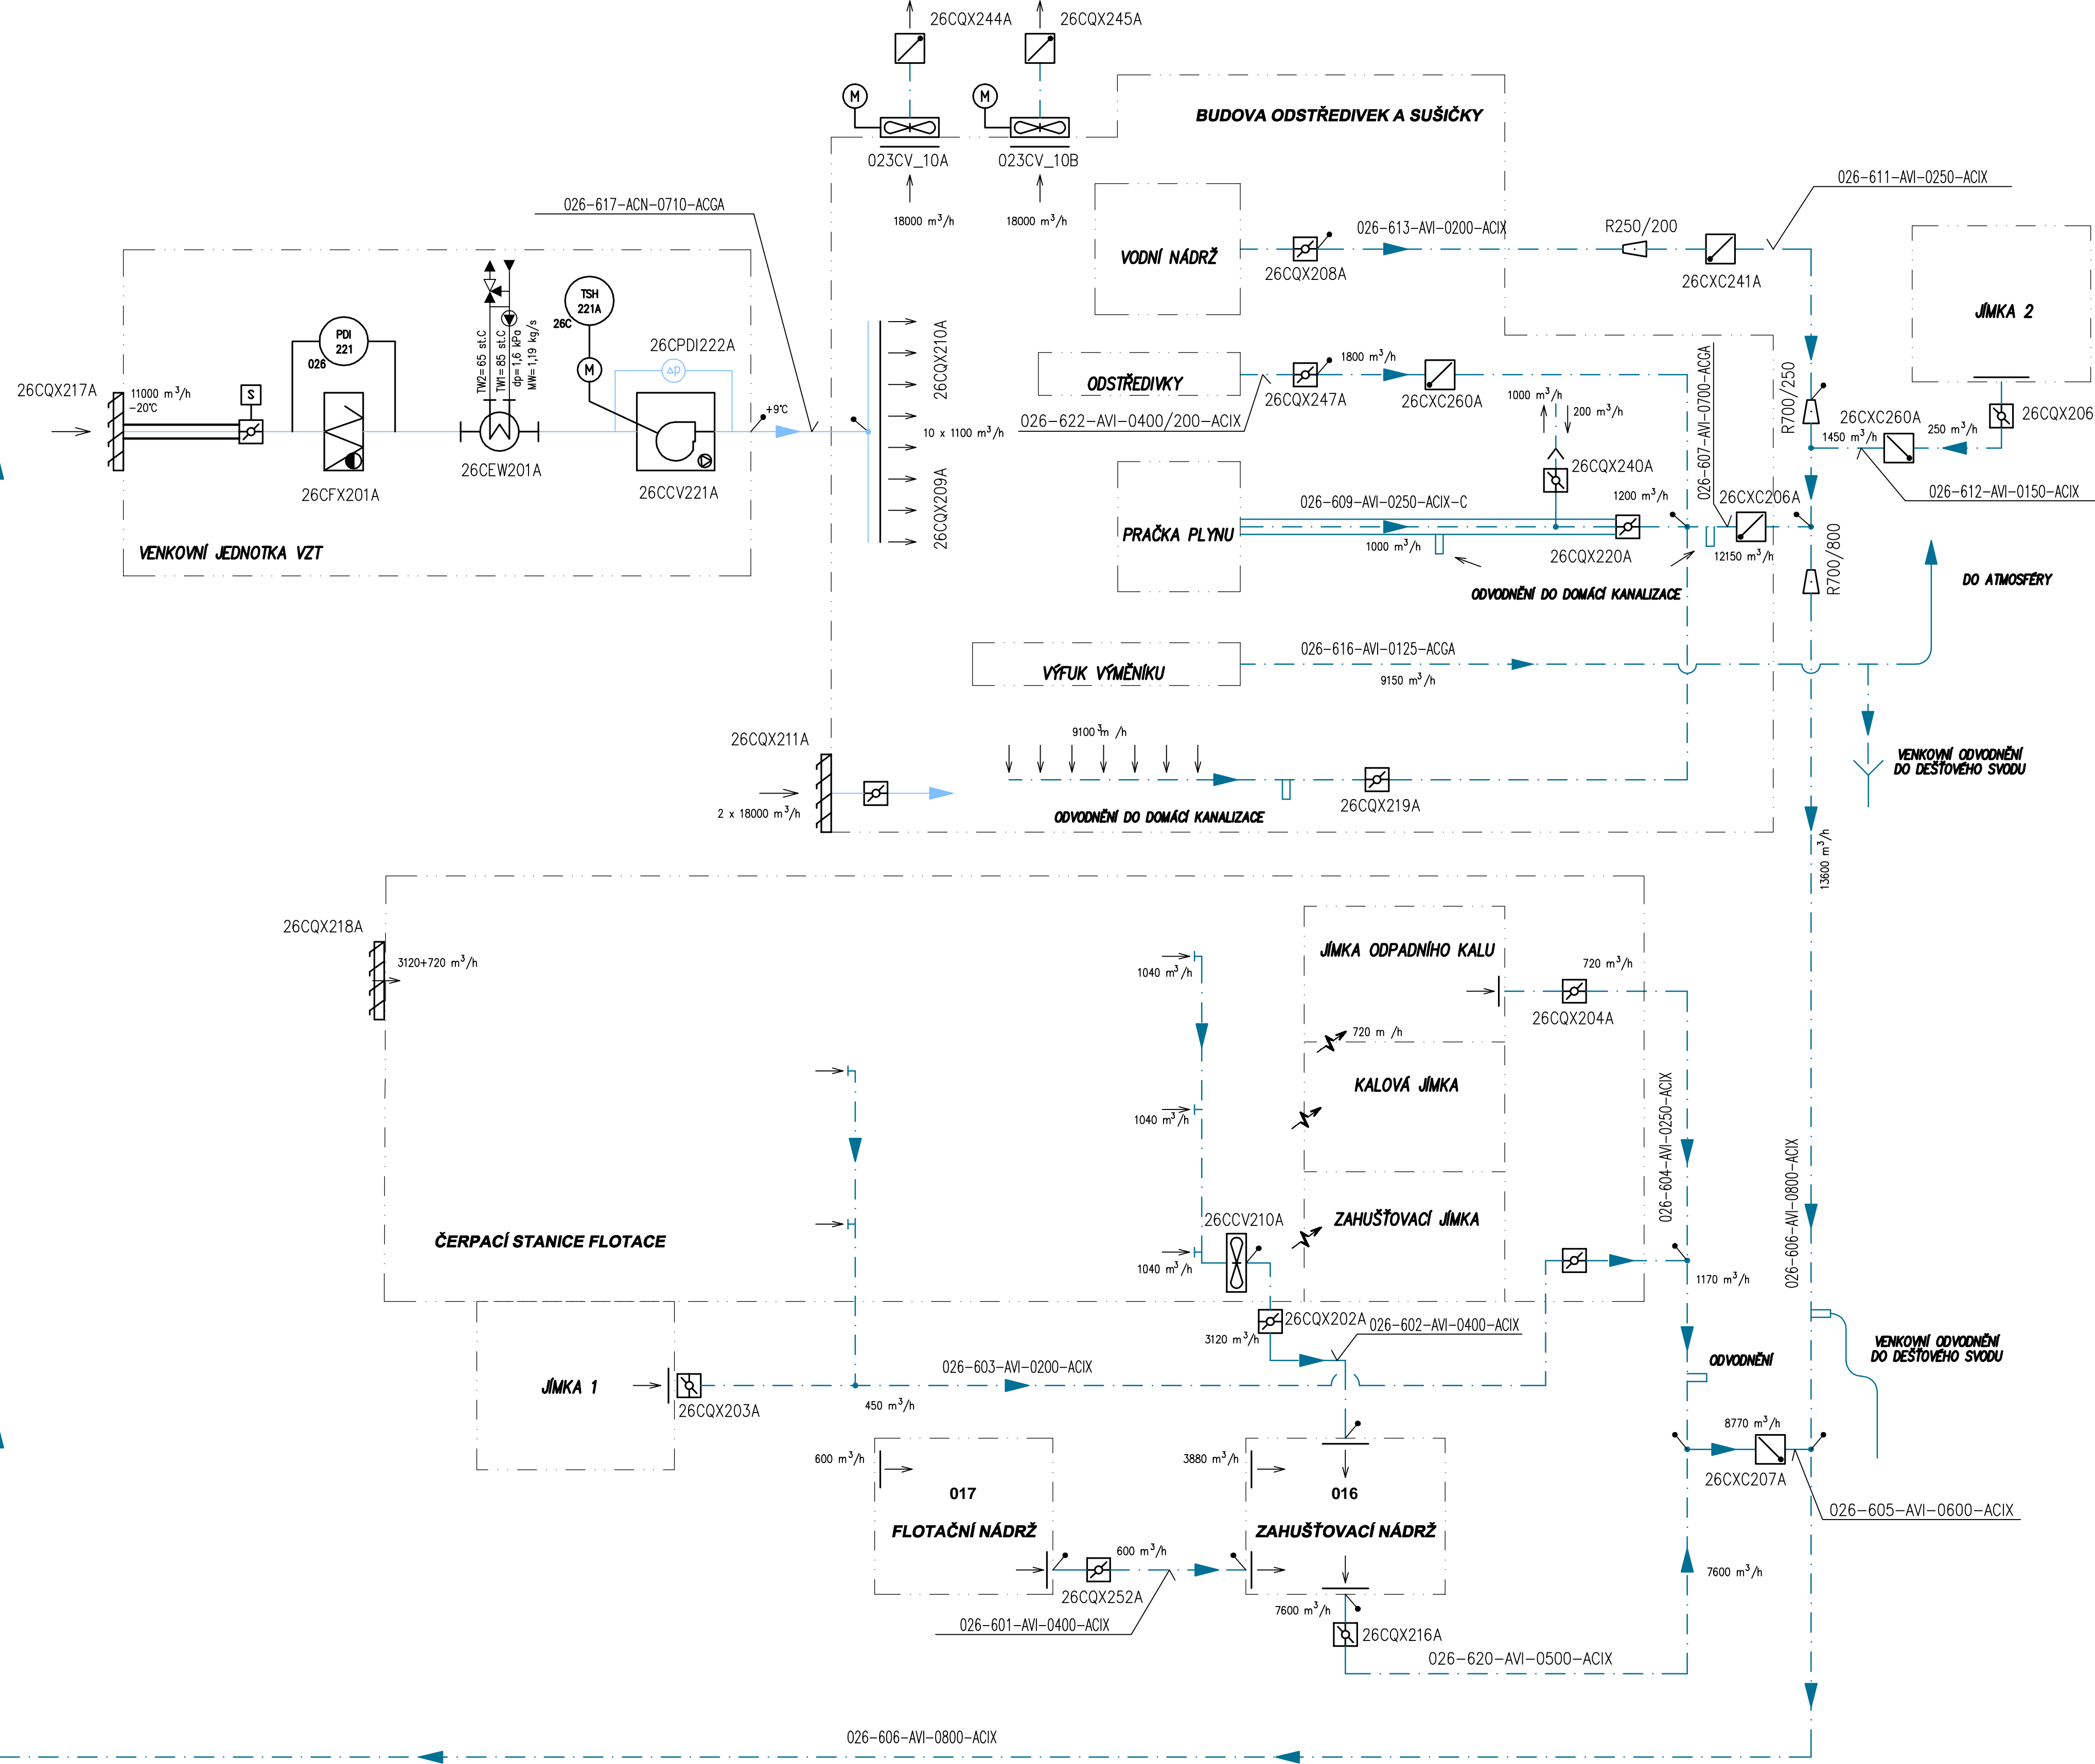 26CQX244A
26CQX245A
M
M
BUDOVA ODSTŘEDIVEK A SUŠIČKY
023CV_10A
023CV_10B
18000 m³/h
18000 m³/h
026-617-ACN-0710-ACGA
026-611-AVI-0250-ACIX
026-613-AVI-0200-ACIX
R250/200
VODNÍ NÁDRŽ
26CQX208A
26CXC241A
JÍMKA 2
TSH
221A
26C
PDI
221
026
TW2=65 st.C
TW1=85 st.C
dp=1,6 kPa
MW=1,19 kg/s
M
26CPDI222A
Δp
26CQX210A
26CQX217A
11000 m³/h
-20°C
S
+9°C
10 x 1100 m³/h
26CQX209A
26CFX201A
26CEW201A
26CCV221A
VENKOVNÍ JEDNOTKA VZT
ODSTŘEDIVKY
1800 m³/h
26CQX247A
26CXC260A
026-622-AVI-0400/200-ACIX
1000 m³/h
200 m³/h
026-607-AVI-0700-ACGA
R700/250
26CXC260A
1450 m³/h
250 m³/h
26CQX206
026-612-AVI-0150-ACIX
26CQX240A
026-609-AVI-0250-ACIX-C
1200 m³/h
26CXC206A
PRAČKA PLYNU
1000 m³/h
26CQX220A
12150 m³/h
R700/800
ODVODNĚNÍ DO DOMÁCÍ KANALIZACE
DO ATMOSFÉRY
VÝFUK VÝMĚNÍKU
026-616-AVI-0125-ACGA
9150 m³/h
26CQX211A
9100 ³m /h
2 x 18000 m³/h
26CQX219A
ODVODNĚNÍ DO DOMÁCÍ KANALIZACE
VENKOVNÍ ODVODNĚNÍ
DO DEŠŤOVÉHO SVODU
13600 m³/h
26CQX218A
3120+720 m³/h
1040 m³/h
JÍMKA ODPADNÍHO KALU
720 m³/h
26CQX204A
720 m /h
KALOVÁ JÍMKA
1040 m³/h
026-604-AVI-0250-ACIX
026-606-AVI-0800-ACIX
ZAHUŠŤOVACÍ JÍMKA
26CCV210A
1040 m³/h
ČERPACÍ STANICE FLOTACE
1170 m³/h
26CQX202A
3120 m³/h
026-602-AVI-0400-ACIX
VENKOVNÍ ODVODNĚNÍ
DO DEŠŤOVÉHO SVODU
ODVODNĚNÍ
JÍMKA 1
026-603-AVI-0200-ACIX
26CQX203A
450 m³/h
8770 m³/h
26CXC207A
026-605-AVI-0600-ACIX
600 m³/h
3880 m³/h
017
FLOTAČNÍ NÁDRŽ
016
ZAHUŠŤOVACÍ NÁDRŽ
600 m³/h
26CQX252A
026-601-AVI-0400-ACIX
7600 m³/h
7600 m³/h
26CQX216A
026-620-AVI-0500-ACIX
026-606-AVI-0800-ACIX